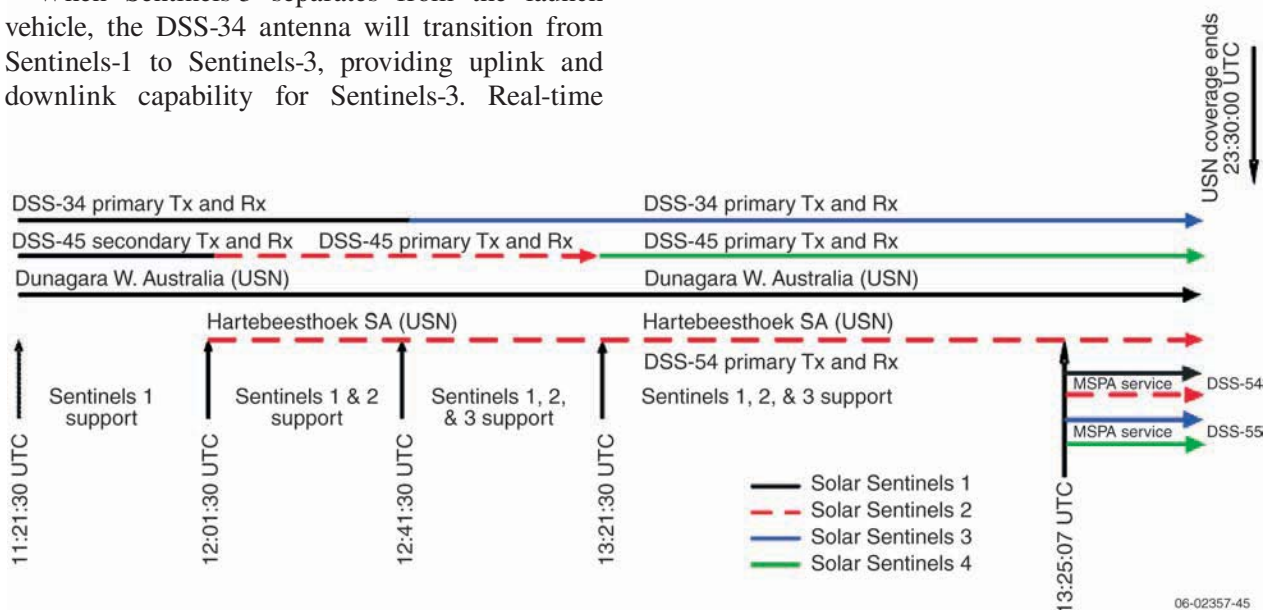 When Sentinels-3 separates from the launch
vehicle, the DSS-34 antenna will transition from
Sentinels-1 to Sentinels-3, providing uplink and
downlink capability for Sentinels-3. Real-time
USN coverage ends
23:30:00 UTC
DSS-34 primary Tx and Rx
DSS-34 primary Tx and Rx
DSS-45 secondary Tx and Rx
DSS-45 primary Tx and Rx
DSS-45 primary Tx and Rx
Dunagara W. Australia (USN)
Dunagara W. Australia (USN)
Hartebeesthoek SA (USN)
Hartebeesthoek SA (USN)
DSS-54 primary Tx and Rx
Sentinels 1
support
Sentinels 1 & 2
support
Sentinels 1, 2,
& 3 support
Sentinels 1, 2, & 3 support
MSPA service
DSS-54
MSPA service
DSS-55
11:21:30 UTC
12:01:30 UTC
12:41:30 UTC
13:21:30 UTC
13:25:07 UTC
Solar Sentinels 1
Solar Sentinels 2
Solar Sentinels 3
Solar Sentinels 4
06-02357-45